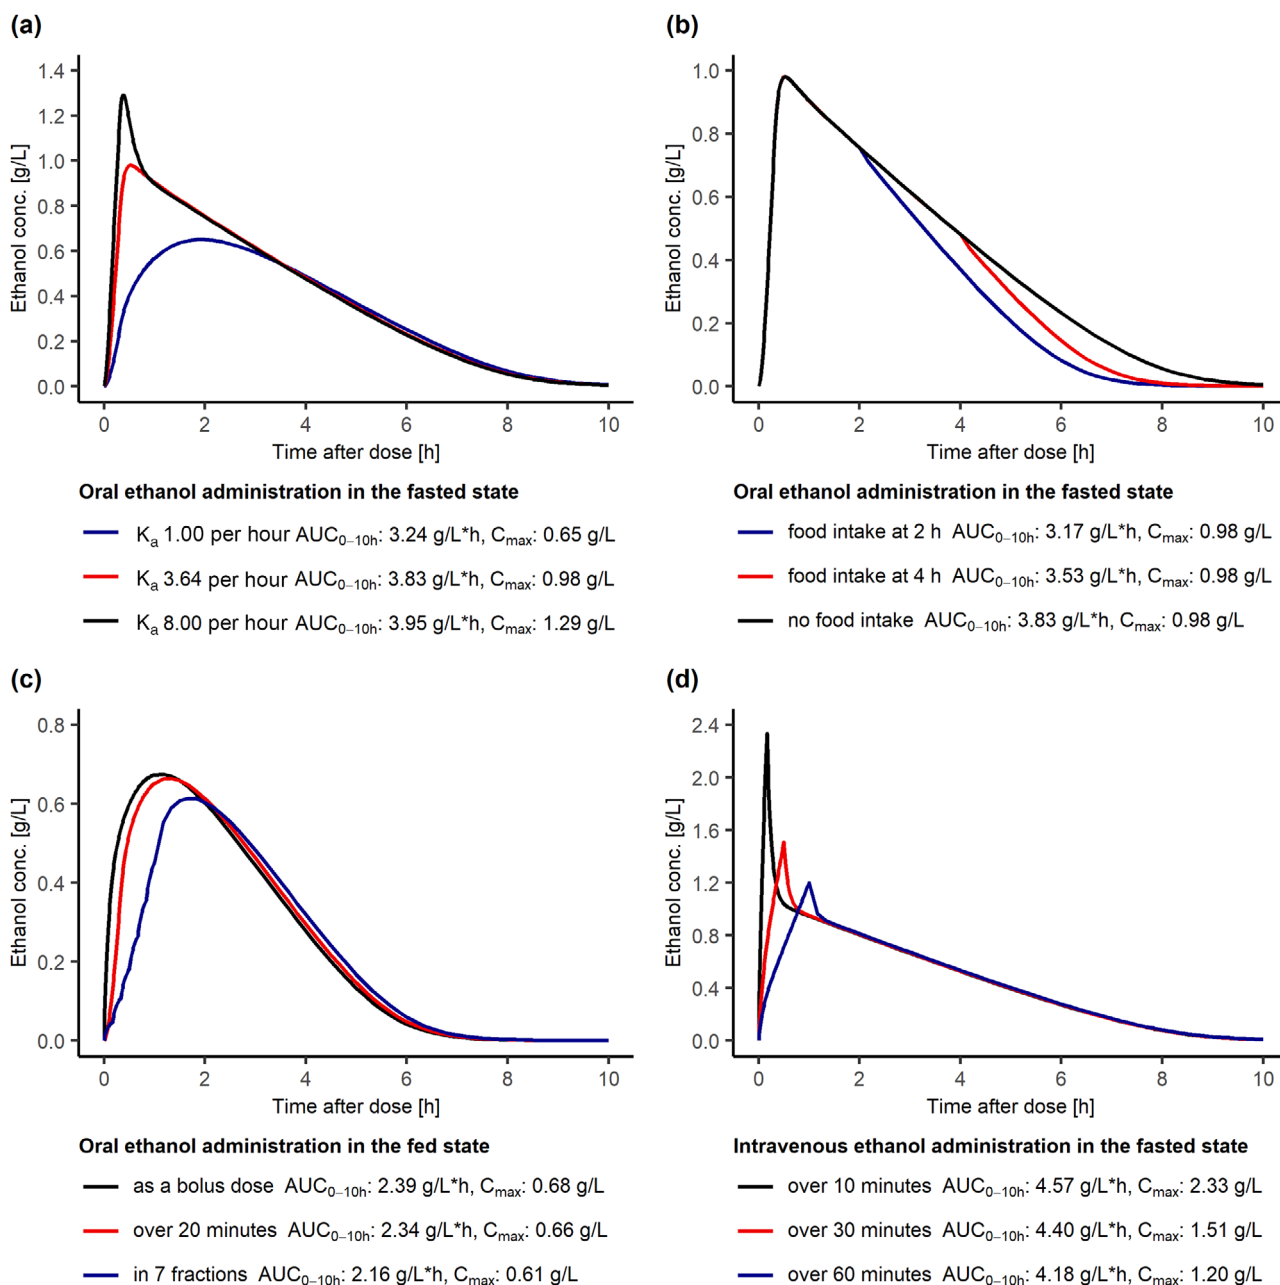 (a)
1.4
1.2
1.0
0.8
0.6
0.4
0.2
0.0
Ethanol conc. [g/L]
0 2 4 6 8 10
Time after dose [h]
Oral ethanol administration in the fasted state
Ka 1.00 per hour AUC0–10h: 3.24 g/L*h, Cmax: 0.65 g/L
Ka 3.64 per hour AUC0–10h: 3.83 g/L*h, Cmax: 0.98 g/L
Ka 8.00 per hour AUC0–10h: 3.95 g/L*h, Cmax: 1.29 g/L
(b)
1.0
0.8
0.6
0.4
0.2
0.0
Ethanol conc. [g/L]
0 2 4 6 8 10
Time after dose [h]
Oral ethanol administration in the fasted state
food intake at 2 h AUC0–10h: 3.17 g/L*h, Cmax: 0.98 g/L
food intake at 4 h AUC0–10h: 3.53 g/L*h, Cmax: 0.98 g/L
no food intake AUC0–10h: 3.83 g/L*h, Cmax: 0.98 g/L
(c)
0.8
0.6
0.4
0.2
0.0
Ethanol conc. [g/L]
0 2 4 6 8 10
Time after dose [h]
Oral ethanol administration in the fed state
as a bolus dose AUC0–10h: 2.39 g/L*h, Cmax: 0.68 g/L
over 20 minutes AUC0–10h: 2.34 g/L*h, Cmax: 0.66 g/L
in 7 fractions AUC0–10h: 2.16 g/L*h, Cmax: 0.61 g/L
(d)
2.4
2.0
1.6
1.2
0.8
0.4
0.0
Ethanol conc. [g/L]
0 2 4 6 8 10
Time after dose [h]
Intravenous ethanol administration in the fasted state
over 10 minutes AUC0–10h: 4.57 g/L*h, Cmax: 2.33 g/L
over 30 minutes AUC0–10h: 4.40 g/L*h, Cmax: 1.51 g/L
over 60 minutes AUC0–10h: 4.18 g/L*h, Cmax: 1.20 g/L